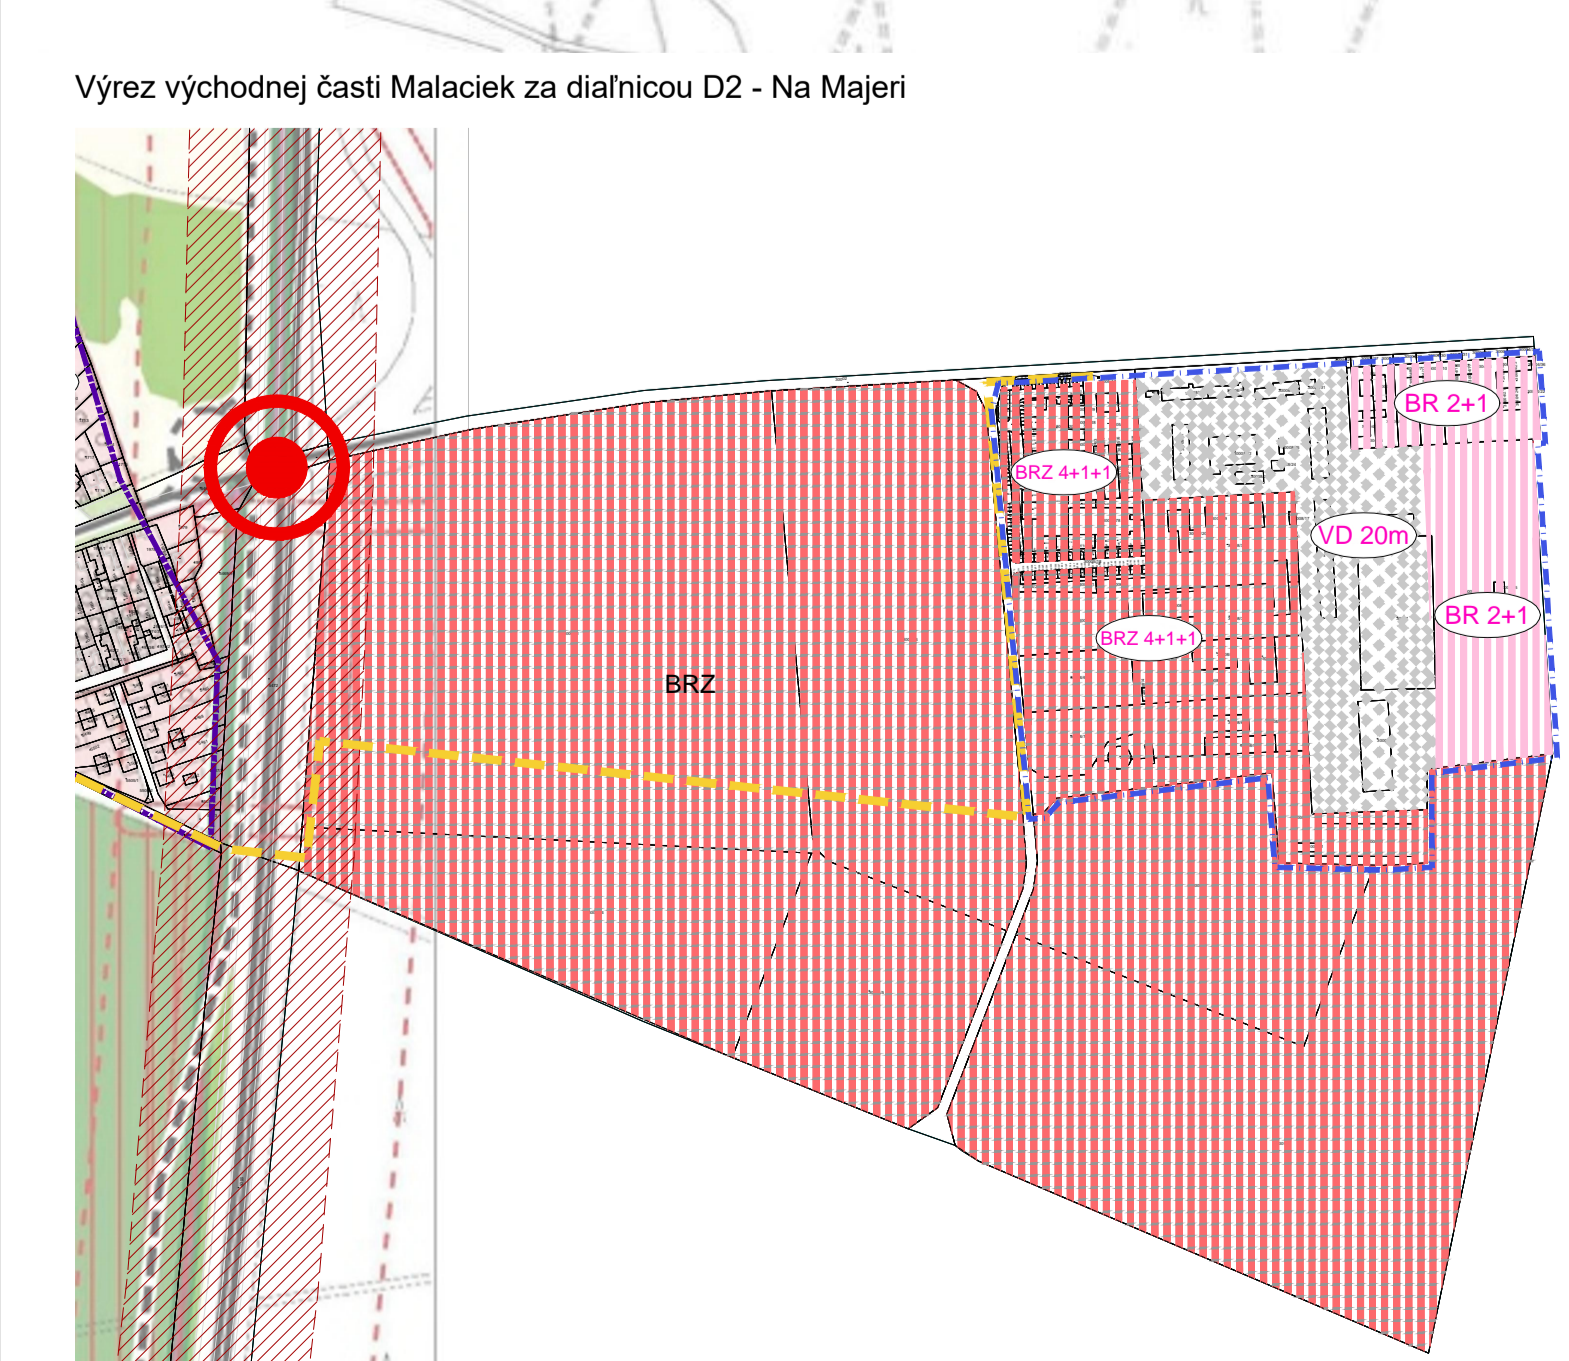 Výrez východnej časti Malaciek za diaľnicou D2 - Na Majeri
BR 2+1
BRZ 4+1+1
VD 20m
BR 2+1
BRZ 4+1+1
BRZ